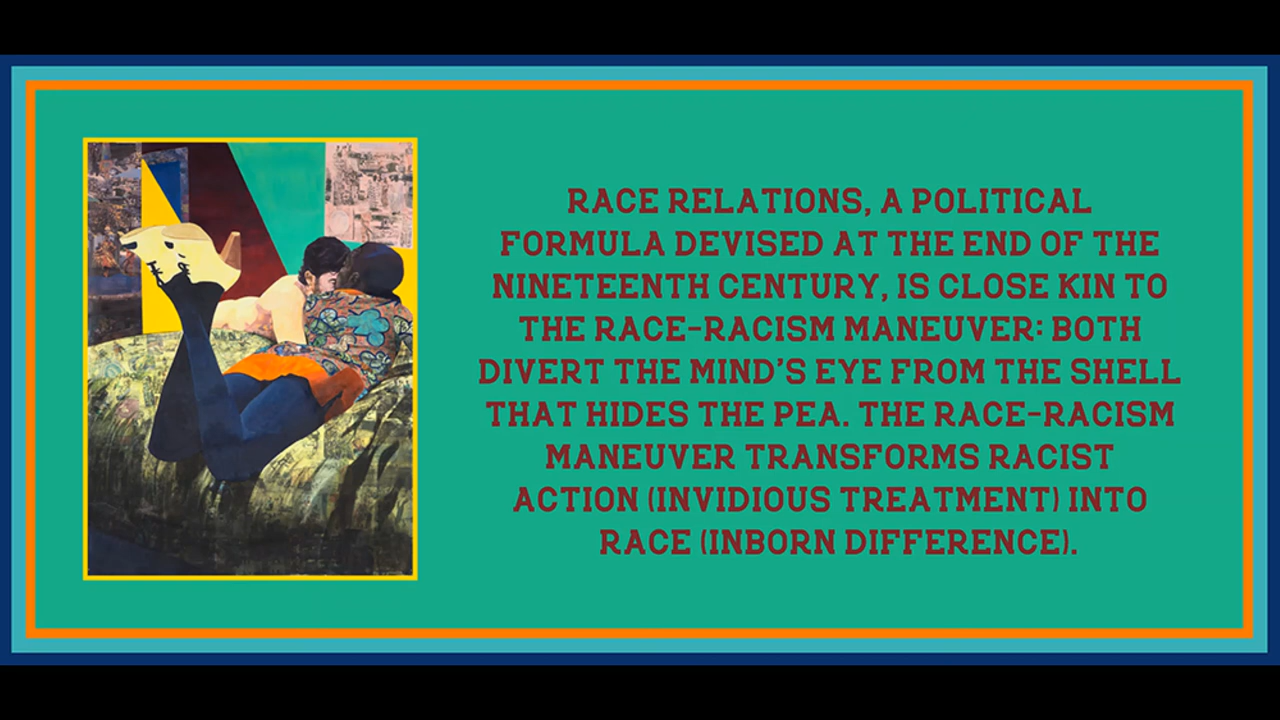 RACE RELATIONS, A POLITICAL
FORMULA DEVISED AT THE END OF THE
NINETEENTH CENTURY, IS CLOSE KIN TO
THE RACE-RACISM MANEUVER: BOTH
DIVERT THE MIND'S EYE FROM THE SHELL
THAT HIDES THE PEA. THE RACE-RACISM
MANEUVER TRANSFORMS RACIST
ACTION (INVIDIOUS TREATMENT) INTO
RACE (INBORN DIFFERENCE).